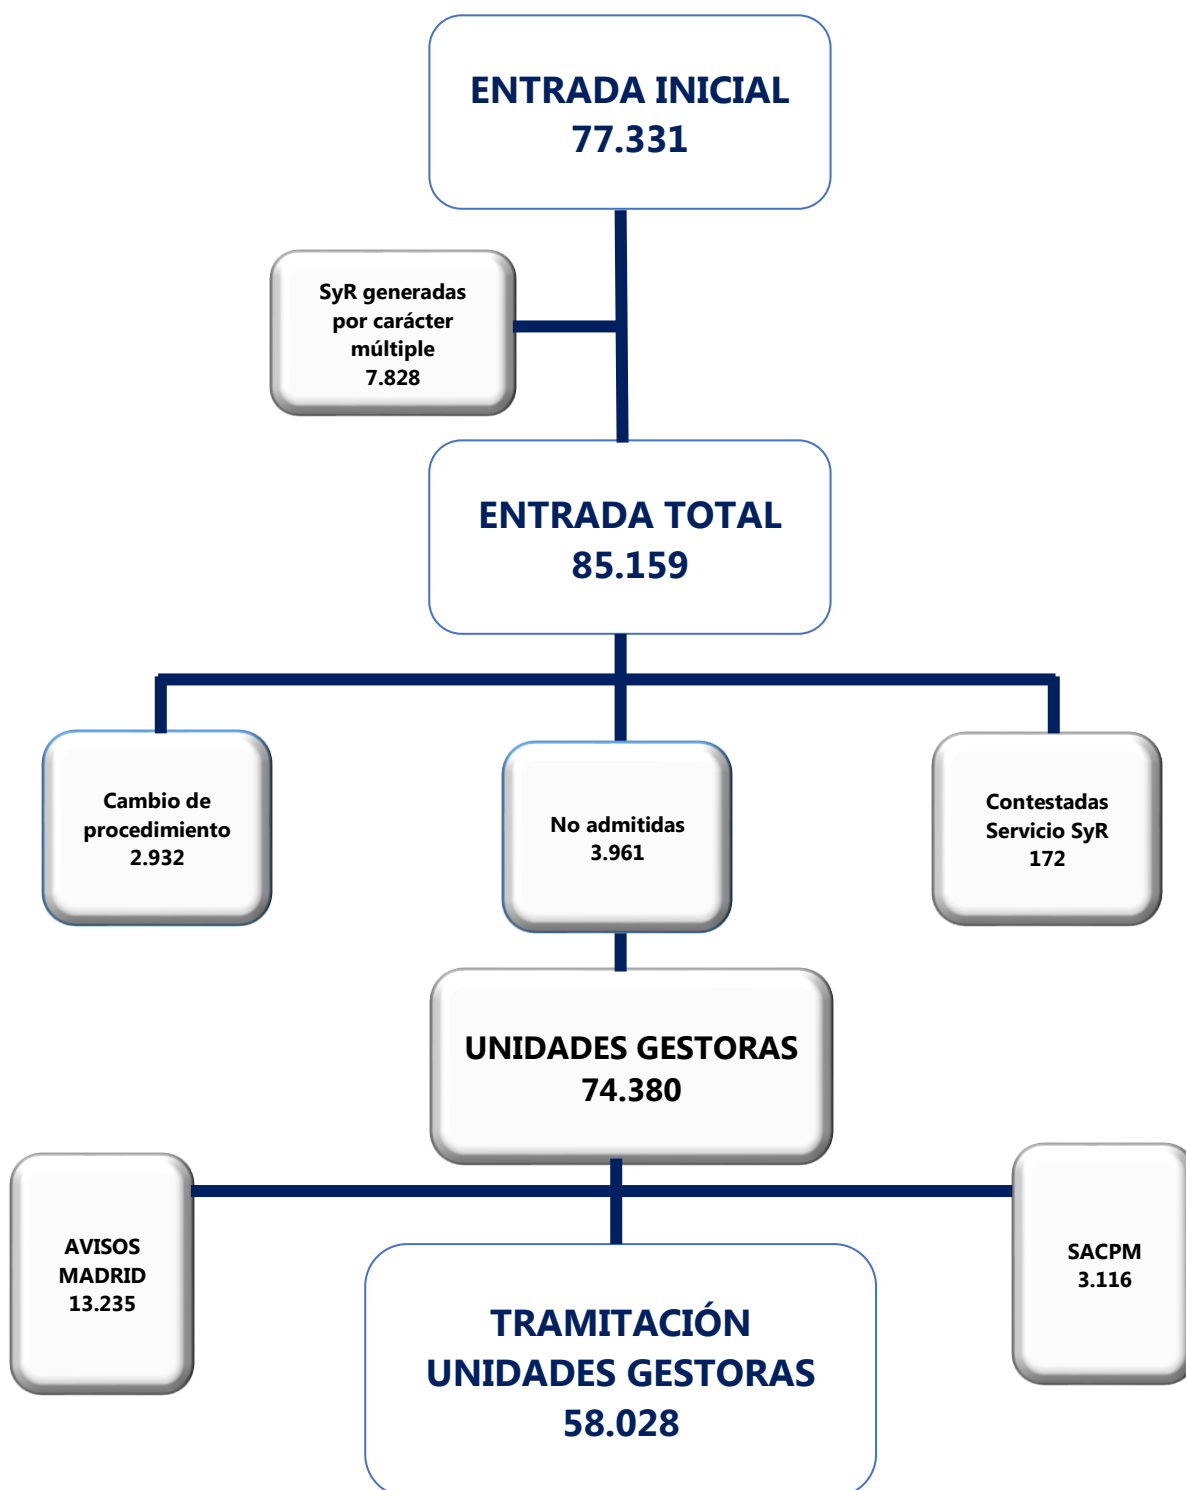 ENTRADA INICIAL
77.331
SyR generadas
por carácter
múltiple
7.828
ENTRADA TOTAL
85.159
Cambio de
procedimiento
2.932
No admitidas
3.961
Contestadas
Servicio SyR
172
UNIDADES GESTORAS
74.380
AVISOS
MADRID
13.235
SACPM
3.116
TRAMITACIÓN
UNIDADES GESTORAS
58.028